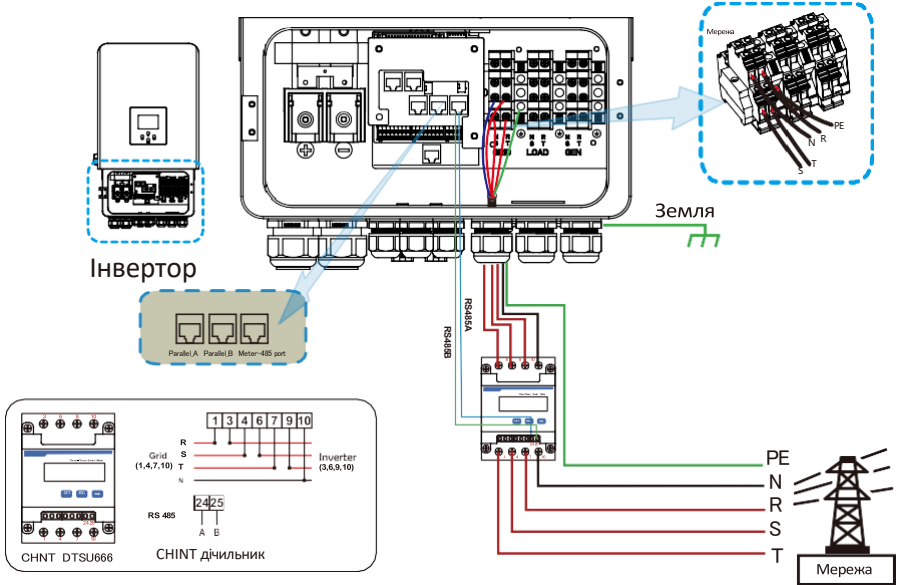 Мережа
PE
R
N
T
S
N R N R N R
S T S T S T
LOAD GEN
Земля
Інвертор
Parallel_A Parallel_B Meter-485 port
RS485A
RS485B
1 3 4 6 7 9 10
R
S
T
N
Grid
(1,4,7,10)
Inverter
(3,6,9,10)
24 25
RS 485
A B
CHNT DTSU666
CHINT дічильник
PE
N
R
S
T
Мережа